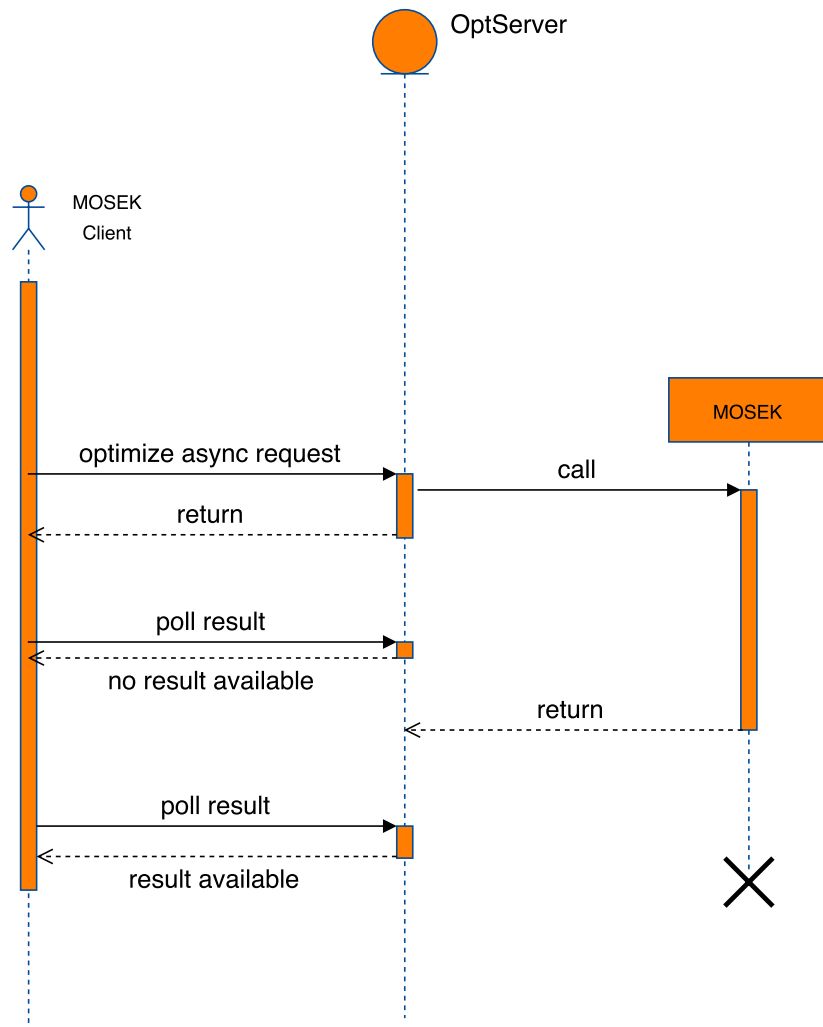 OptServer
MOSEK
Client
MOSEK
optimize async request
call
return
poll result
no result available
return
poll result
result available